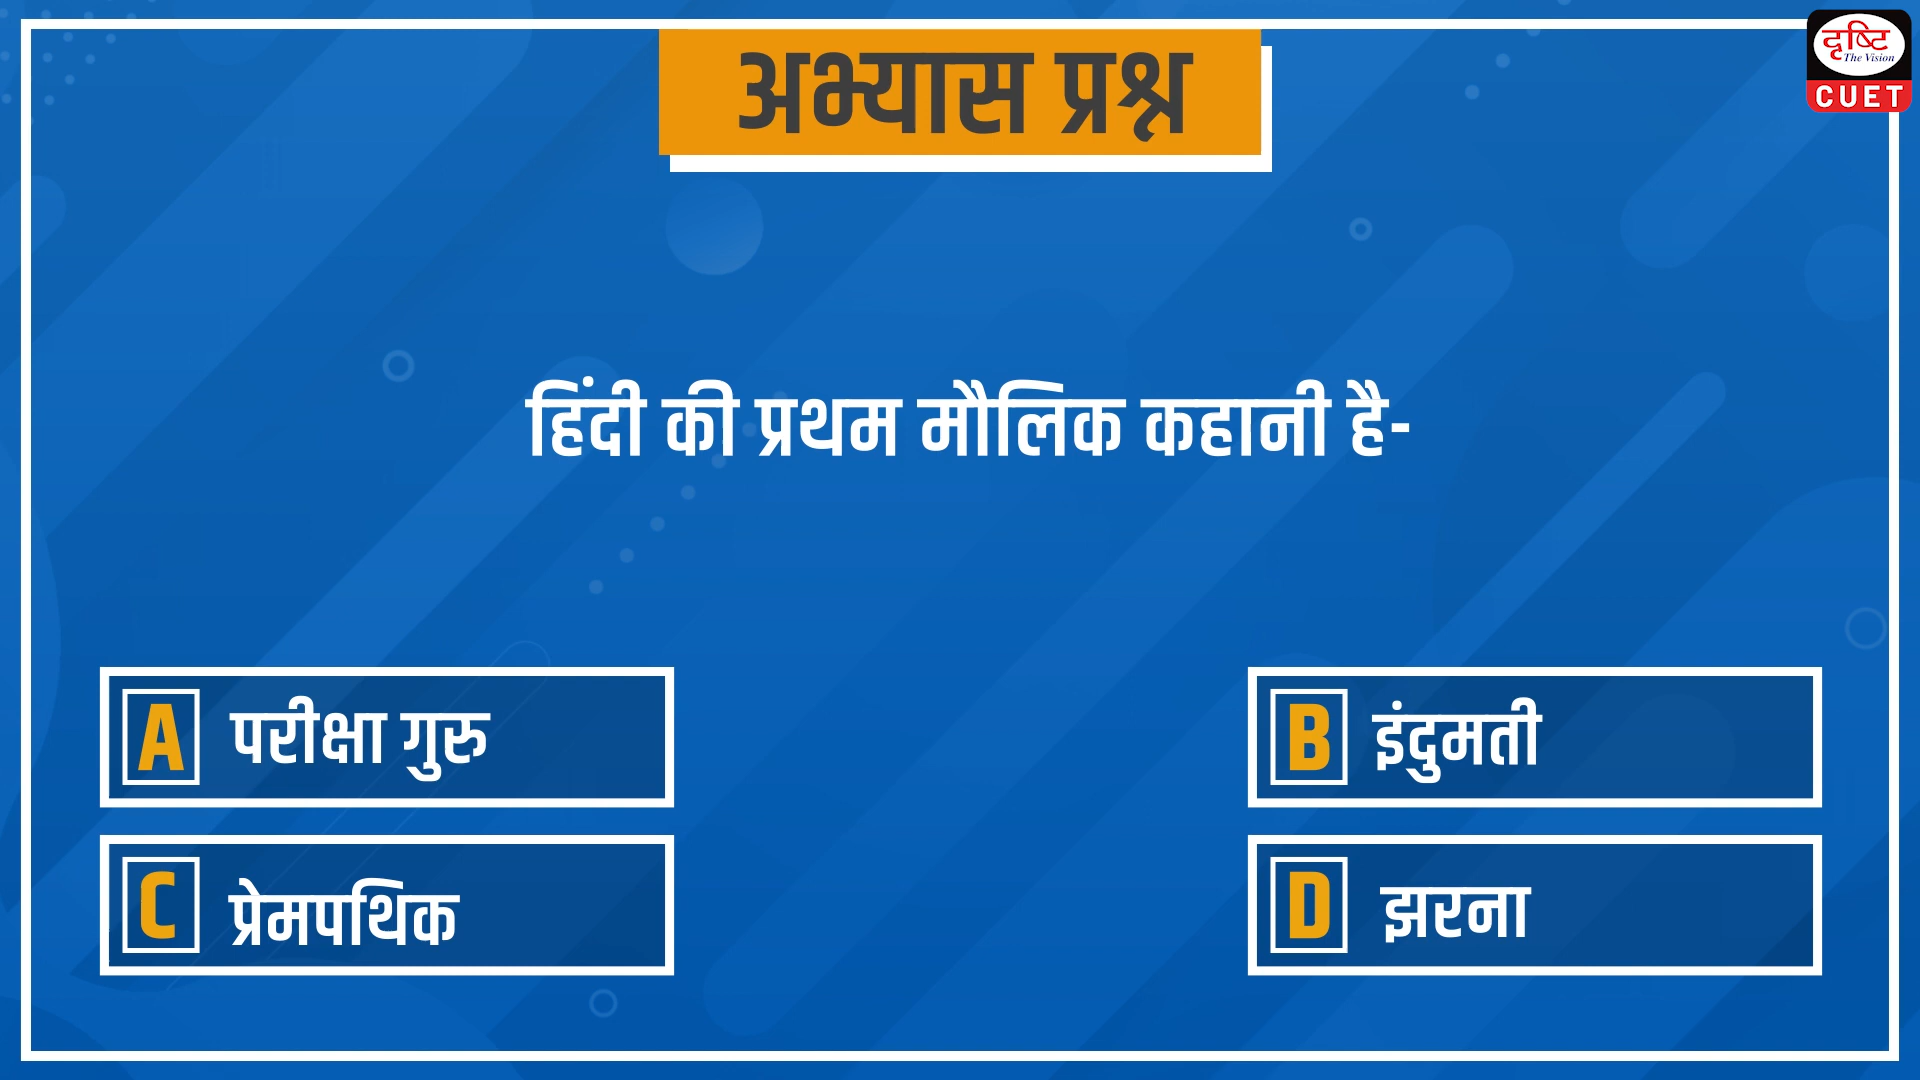 दृष्टि
The Vision
CUET
अभ्यास प्रश्न
हिंदी की प्रथम मौलिक कहानी है-
A परीक्षा गुरु
B इंदुमती
C प्रेमपथिक
D झरना